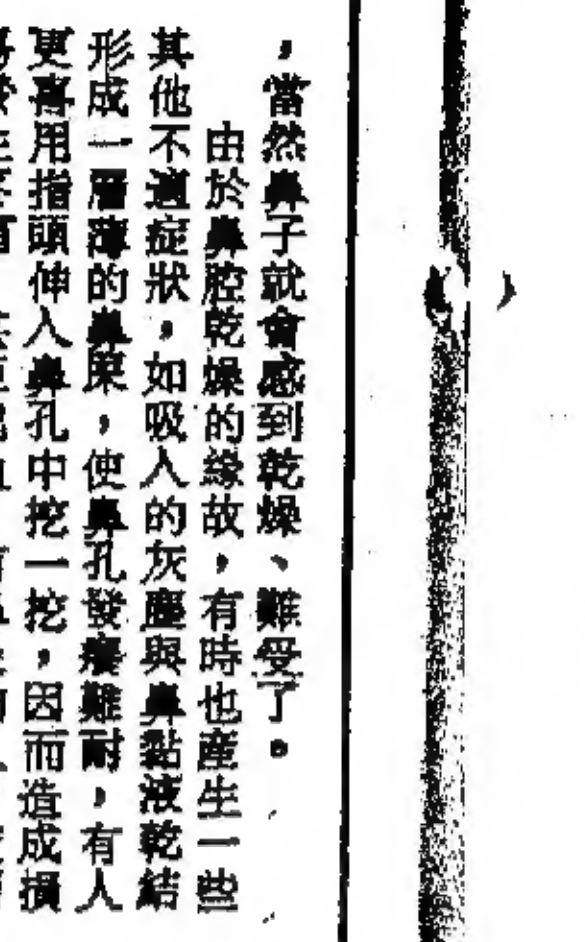 ，當然鼻子就會感到乾燥、難受了。
由於鼻腔乾燥的緣故，有時也產生一些
其他不適症狀，如吸入的灰塵與鼻黏液乾結
形成一層薄的鼻屎，使鼻孔發癢難耐，有人
更喜用指頭伸入鼻孔中挖一挖，因而造成損